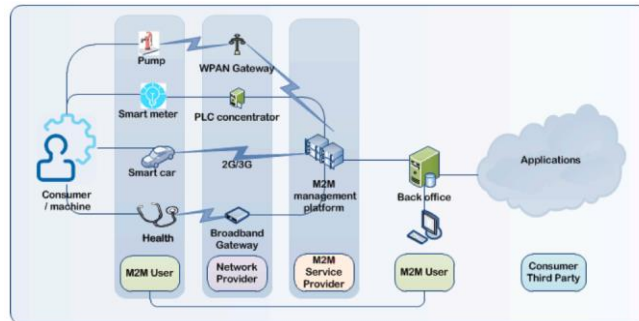 Pump
WPAN Gateway
Smart meter
PLC concentrator
Smart car
2G/3G
Consumer
/ machine
M2M
management
platform
Back office
Applications
Health
Broadband
Gateway
M2M User
Network
Provider
M2M
Service
Provider
M2M User
Consumer
Third Party